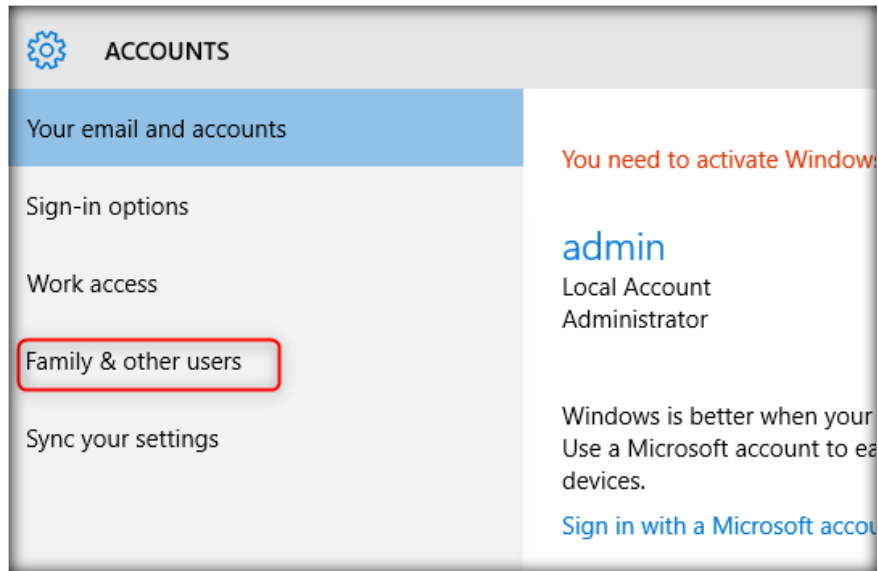 ACCOUNTS
Your email and accounts
Sign-in options
Work access
Family & other users
Sync your settings
You need to activate Windows
admin
Local Account
Administrator
Windows is better when your
Use a Microsoft account to ea
devices.
Sign in with a Microsoft accou